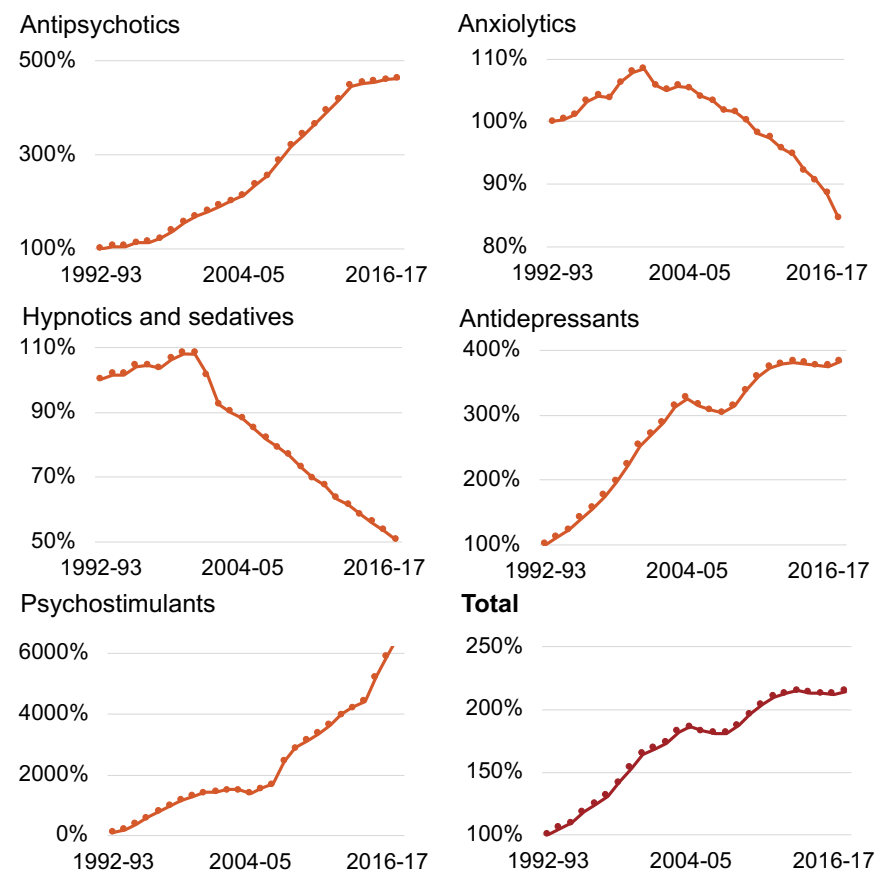 Antipsychotics
500%
300%
100%
1992-93 2004-05 2016-17
Anxiolytics
110%
100%
90%
80%
1992-93 2004-05 2016-17
Hypnotics and sedatives
110%
90%
70%
50%
1992-93 2004-05 2016-17
Antidepressants
400%
300%
200%
100%
1992-93 2004-05 2016-17
Psychostimulants
6000%
4000%
2000%
0%
1992-93 2004-05 2016-17
Total
250%
200%
150%
100%
1992-93 2004-05 2016-17